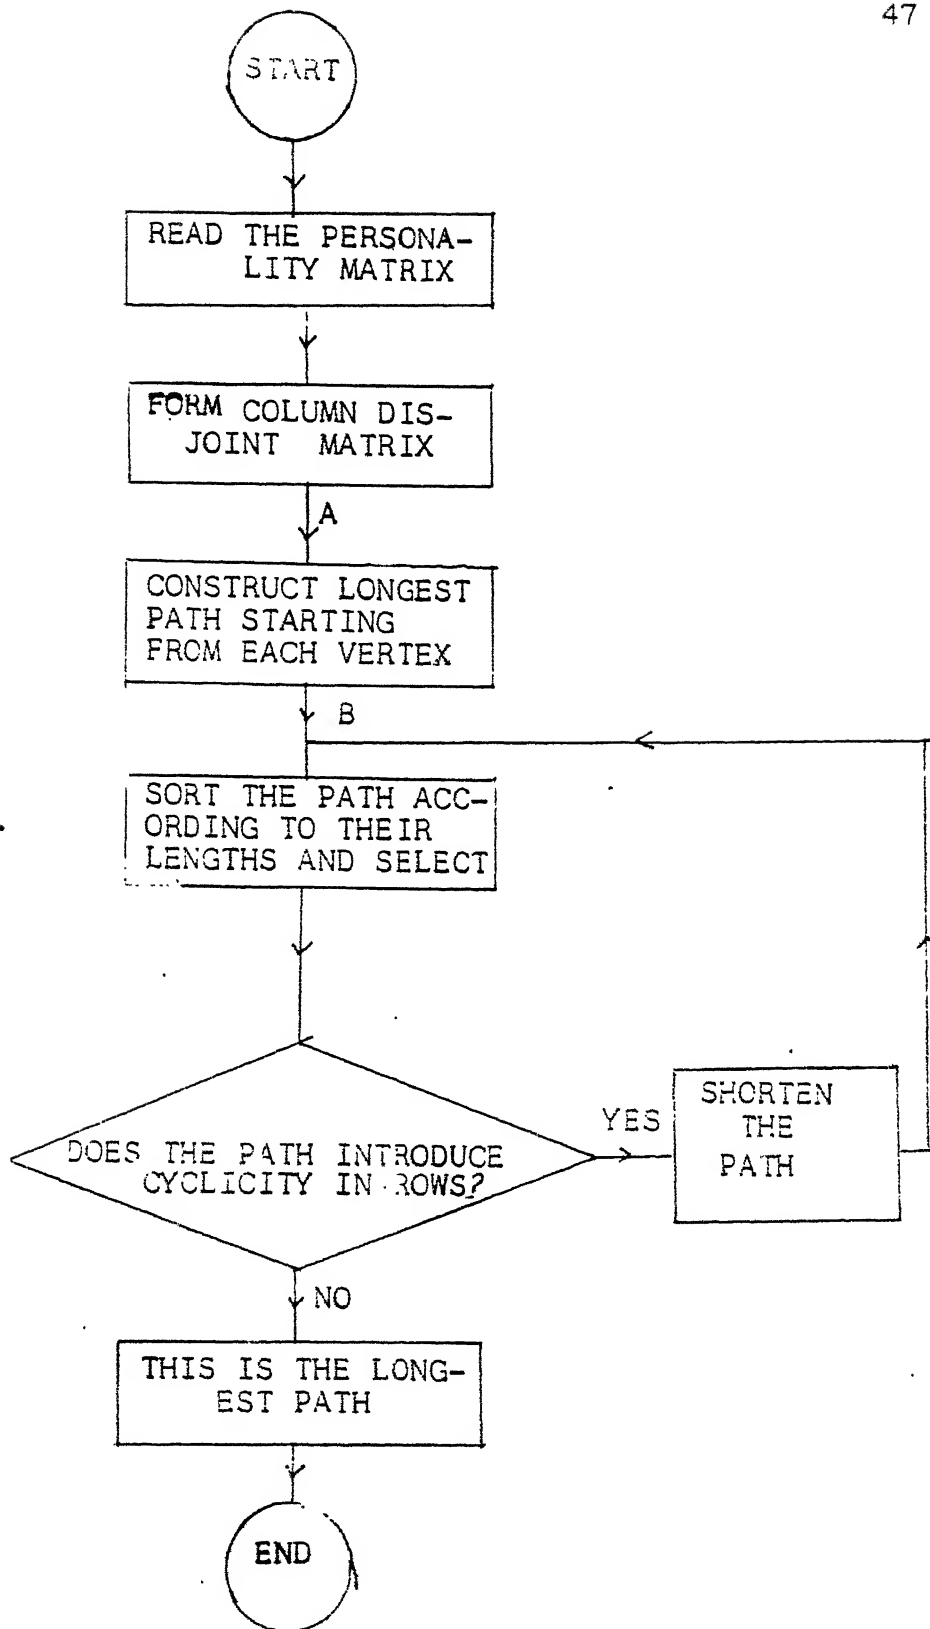 47
START
READ THE PERSONA-
LITY MATRIX
FORM COLUMN DIS-
JOINT MATRIX
A
CONSTRUCT LONGEST
PATH STARTING
FROM EACH VERTEX
B
SORT THE PATH ACC-
ORDING TO THEIR
LENGTHS AND SELECT
DOES THE PATH INTRODUCE
CYCLICITY IN ROWS?
YES
SHORTEN
THE
PATH
NO
THIS IS THE LONG-
EST PATH
END